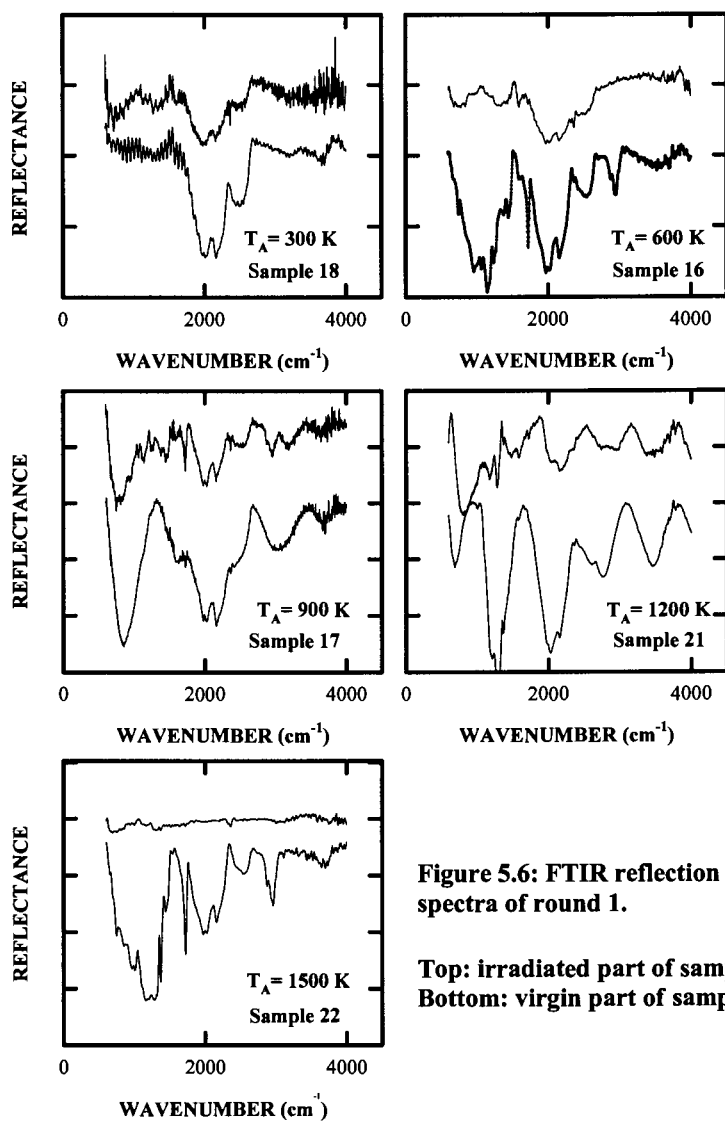 REFLECTANCE
T_A= 300 K
Sample 18
0 2000 4000
WAVENUMBER (cm⁻¹)
T_A= 600 K
Sample 16
0 2000 4000
WAVENUMBER (cm⁻¹)
REFLECTANCE
T_A= 900 K
Sample 17
0 2000 4000
WAVENUMBER (cm⁻¹)
T_A= 1200 K
Sample 21
0 2000 4000
WAVENUMBER (cm⁻¹)
REFLECTANCE
T_A= 1500 K
Sample 22
0 2000 4000
WAVENUMBER (cm⁻¹)
Figure 5.6: FTIR reflection
spectra of round 1.
Top: irradiated part of sam
Bottom: virgin part of samp